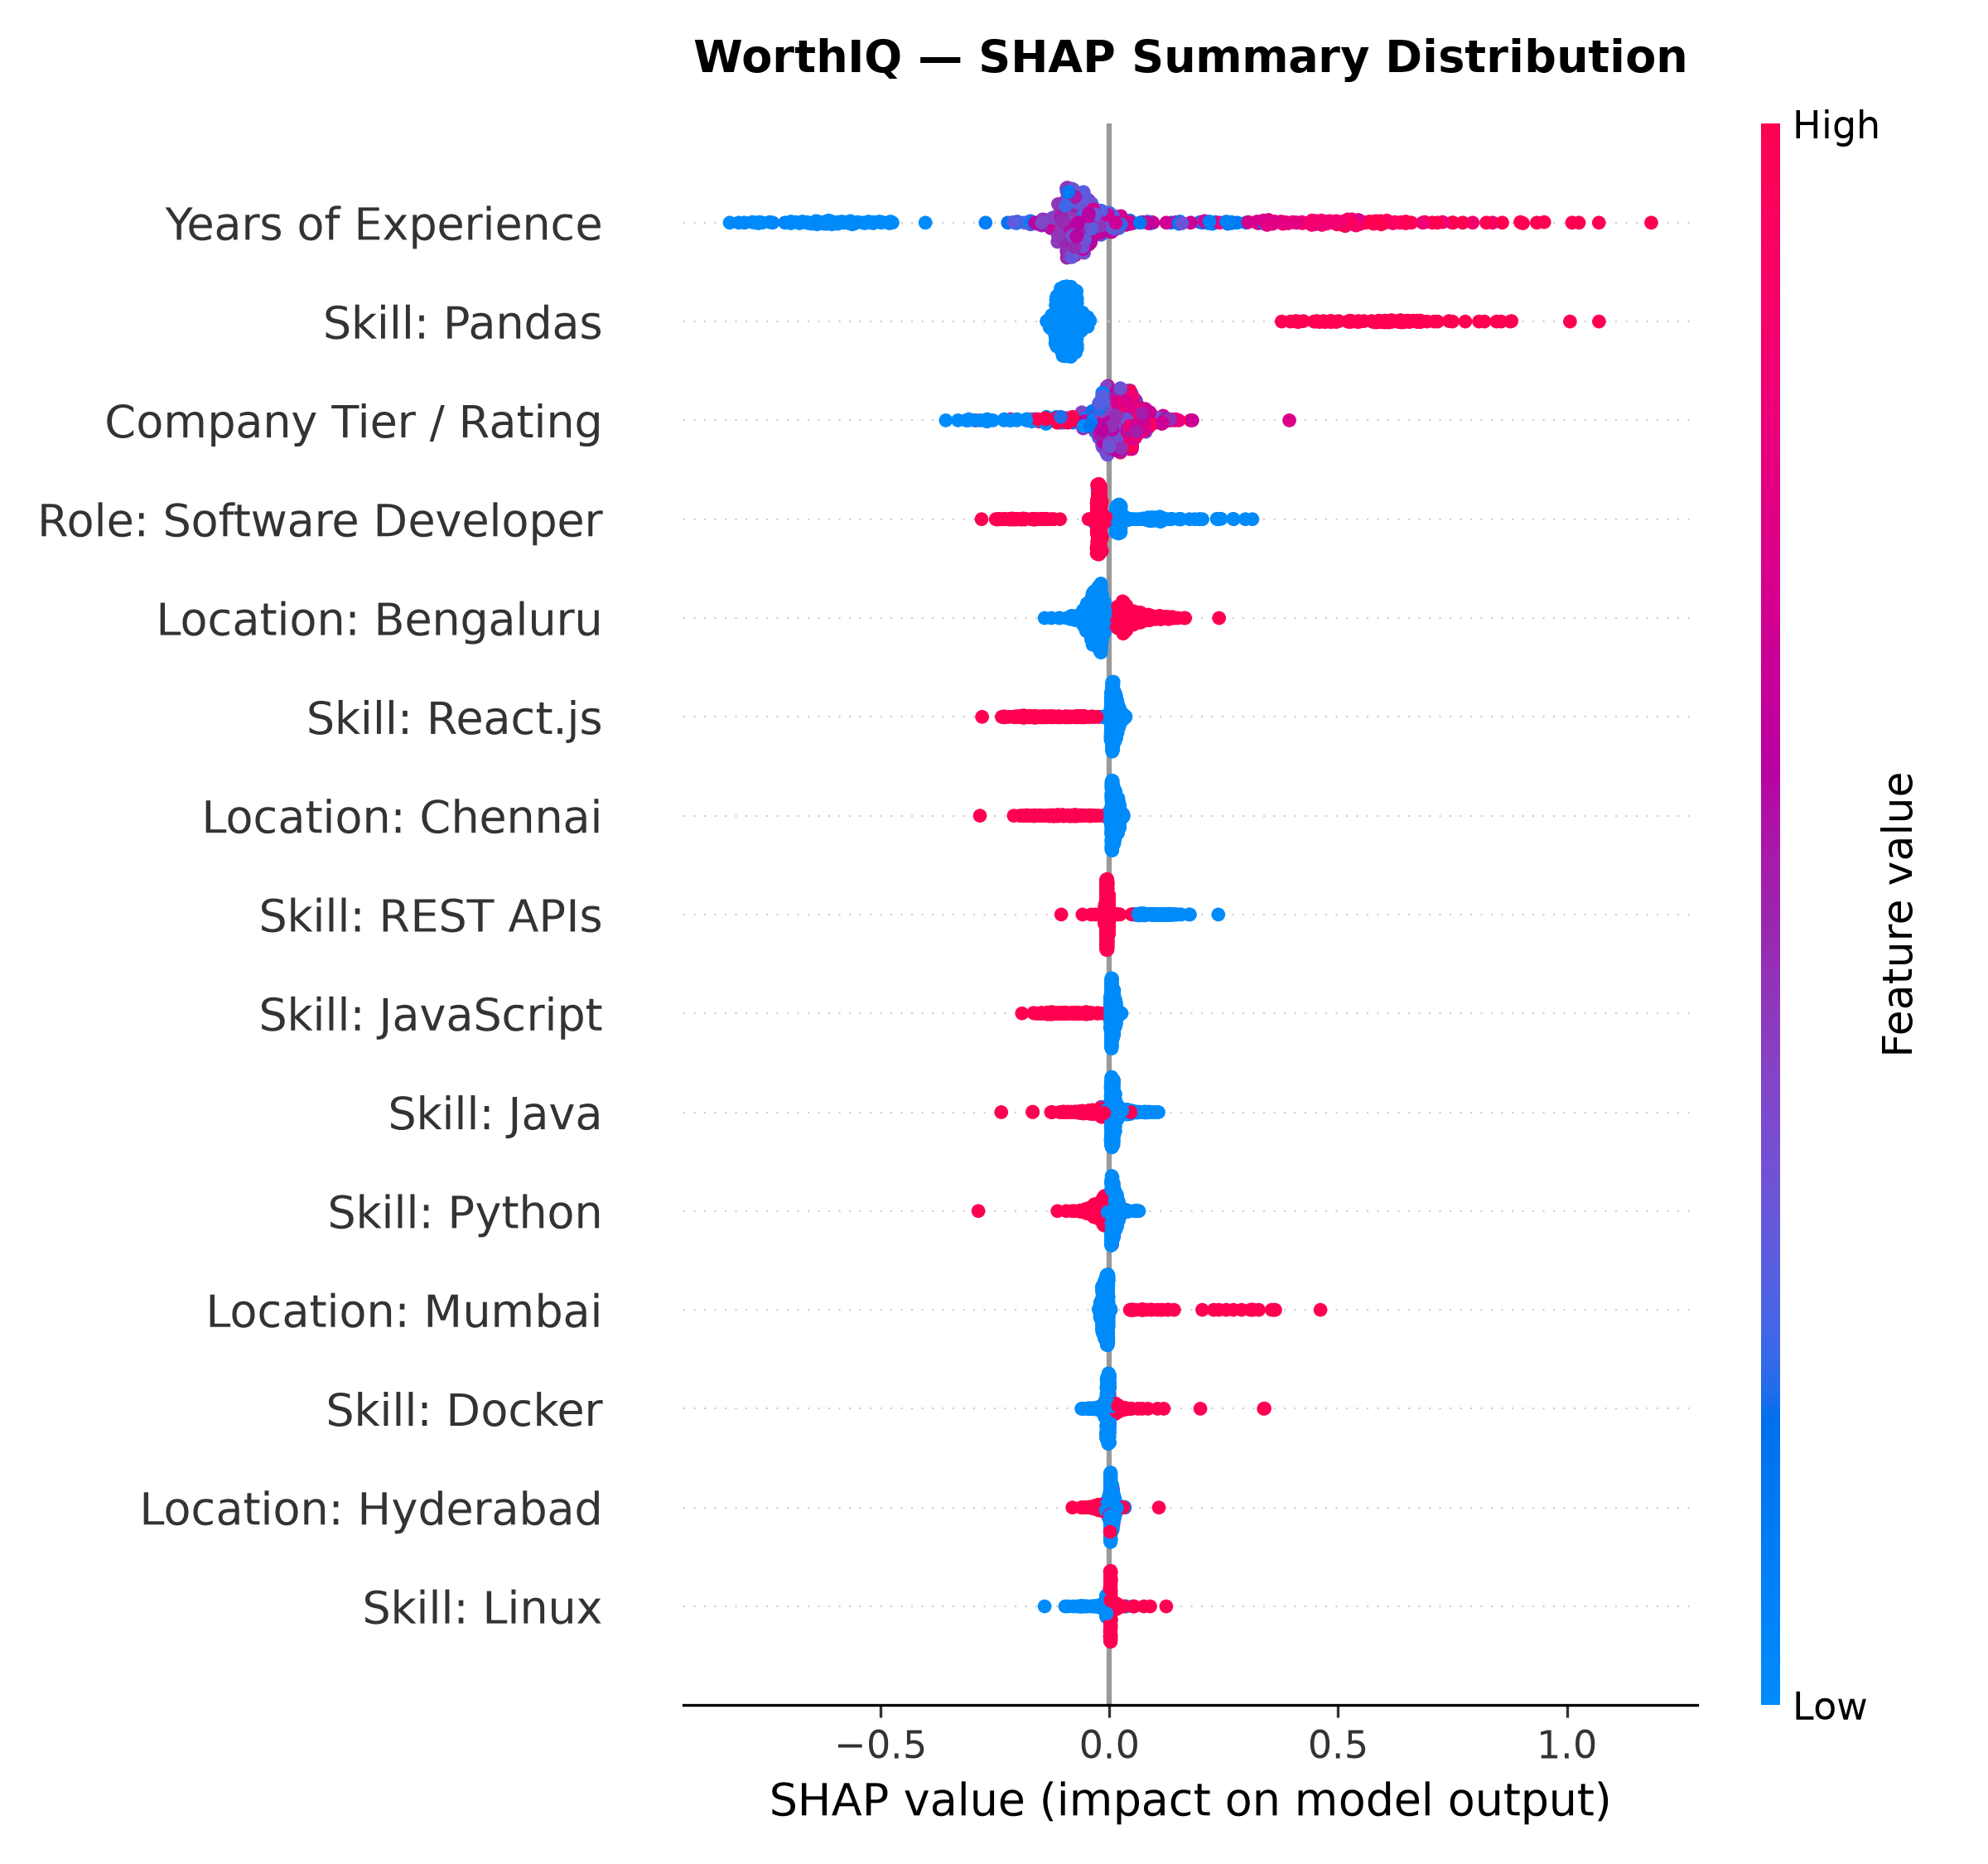 WorthIQ — SHAP Summary Distribution
High
Years of Experience
Skill: Pandas
Company Tier / Rating
Role: Software Developer
Location: Bengaluru
Skill: React.js
Location: Chennai
Skill: REST APIs
Skill: JavaScript
Skill: Java
Skill: Python
Location: Mumbai
Skill: Docker
Location: Hyderabad
Skill: Linux
Feature value
Low
−0.5 0.0 0.5 1.0
SHAP value (impact on model output)